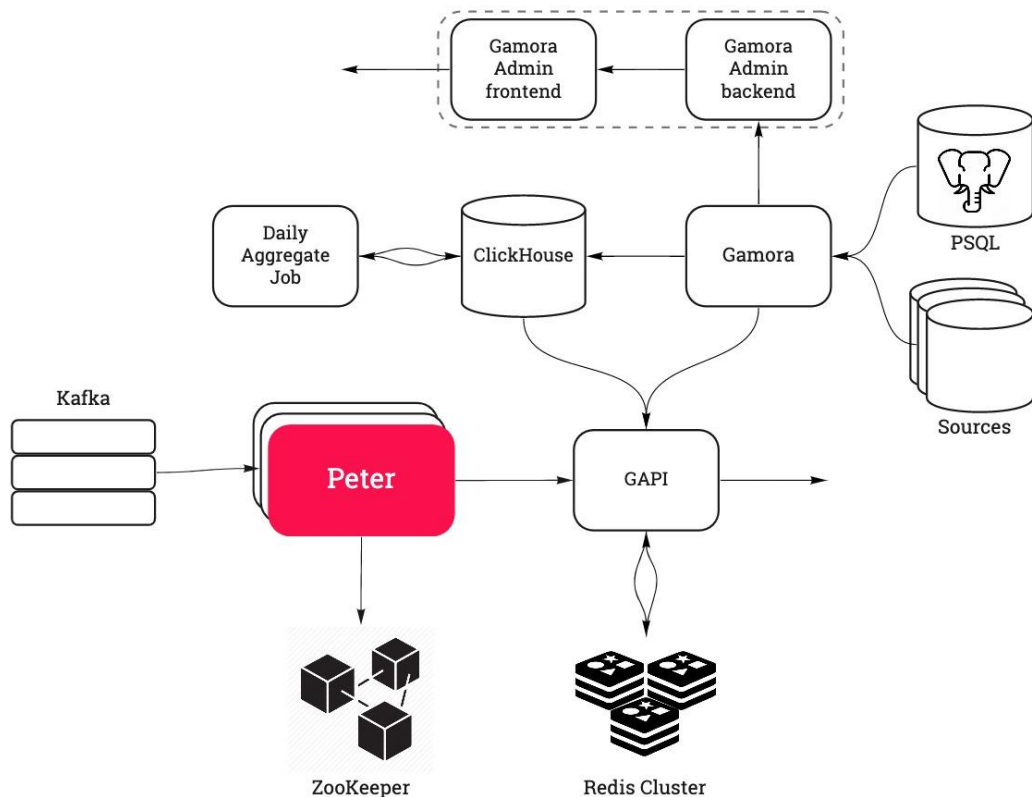 Gamora
Admin
frontend
Gamora
Admin
backend
PSQL
Daily
Aggregate
Job
ClickHouse
Gamora
Sources
Kafka
Peter
GAPI
ZooKeeper
Redis Cluster